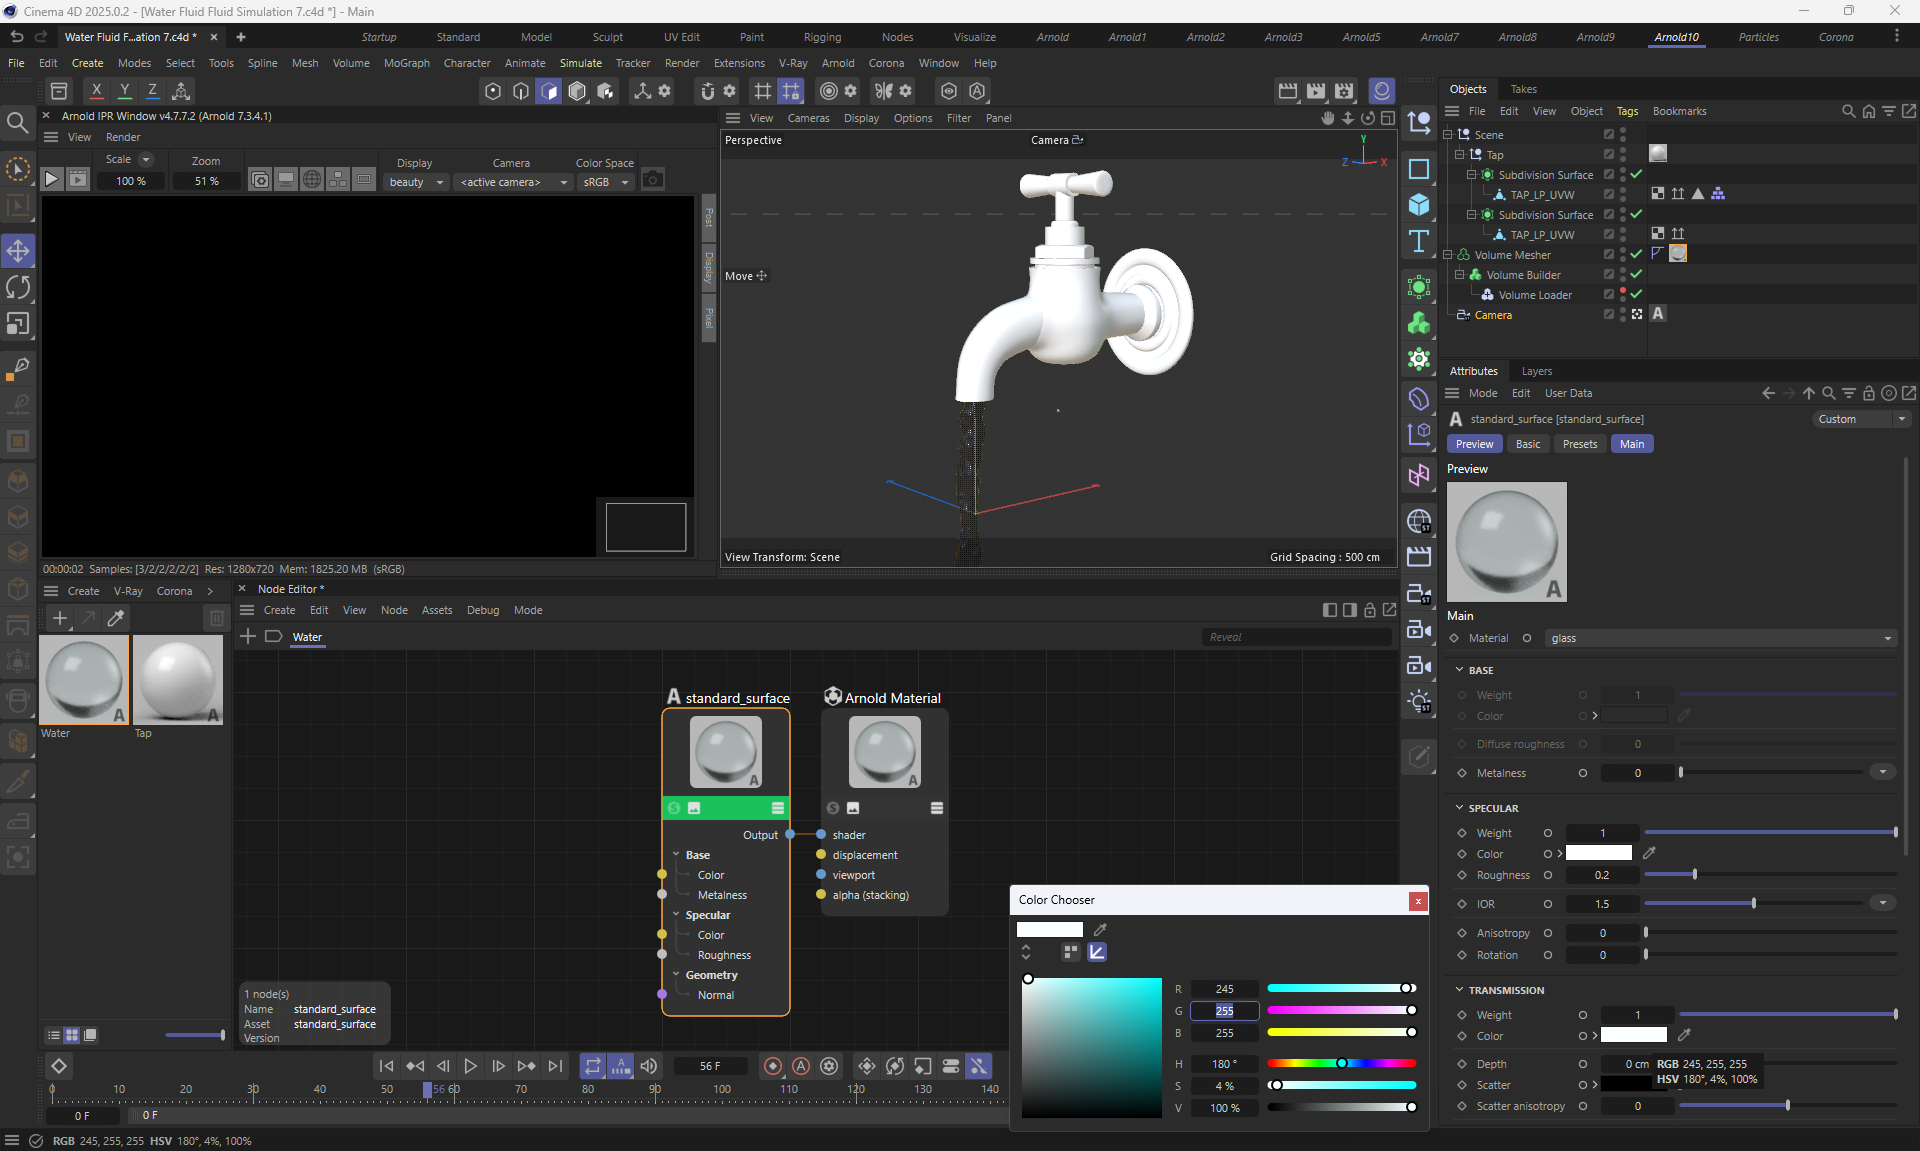 Cinema 4D 2025.0.2 - [Water Fluid Fluid Simulation 7.c4d *] - Main
Water Fluid F...ation 7.c4d *
Startup Standard Model Sculpt UV Edit Paint Rigging Nodes Visualize Arnold Arnold1 Arnold2 Arnold3 Arnold5 Arnold7 Arnold8 Arnold9 Arnold10 Particles Corona
File Edit Create Modes Select Tools Spline Mesh Volume MoGraph Character Animate Simulate Tracker Render Extensions V-Ray Arnold Corona Window Help
X Y Z
Arnold IPR Window v4.7.7.2 (Arnold 7.3.4.1)
View Render
Scale Zoom Display Camera Color Space
100 % 51 % beauty <active camera> sRGB
Post
Display
Pixel
00:00:02 Samples: [3/2/2/2/2/2] Res: 1280x720 Mem: 1825.20 MB (sRGB)
View Cameras Display Options Filter Panel
Perspective
Camera
Y
Z X
Move
View Transform: Scene
Grid Spacing : 500 cm
Objects Takes
File Edit View Object Tags Bookmarks
Scene
Tap
Subdivision Surface
TAP_LP_UVW
Subdivision Surface
TAP_LP_UVW
Volume Mesher
Volume Builder
Volume Loader
Camera
A
Attributes Layers
Mode Edit User Data
A standard_surface [standard_surface]
Custom
Preview Basic Presets Main
Preview
A
Main
Material glass
BASE
Weight 1
Color
Diffuse roughness 0
Metalness 0
SPECULAR
Weight 1
Color
Roughness 0.2
IOR 1.5
Anisotropy 0
Rotation 0
TRANSMISSION
Weight 1
Color
Depth 0 cm
RGB 245, 255, 255
HSV 180°, 4%, 100%
Scatter
Scatter anisotropy 0
Create V-Ray Corona
A A
Water Tap
Node Editor *
Create Edit View Node Assets Debug Mode
Water
Reveal
A standard_surface
A
S
Output
Base
Color
Metalness
Specular
Color
Roughness
Geometry
Normal
Arnold Material
A
S
shader
displacement
viewport
alpha (stacking)
1 node(s)
Name standard_surface
Asset standard_surface
Version
Color Chooser
x
R 245
G 255
B 255
H 180 °
S 4 %
V 100 %
56 F
0 10 20 30 40 50 56 60 70 80 90 100 110 120 130 140
0 F
0 F
RGB 245, 255, 255 HSV 180°, 4%, 100%